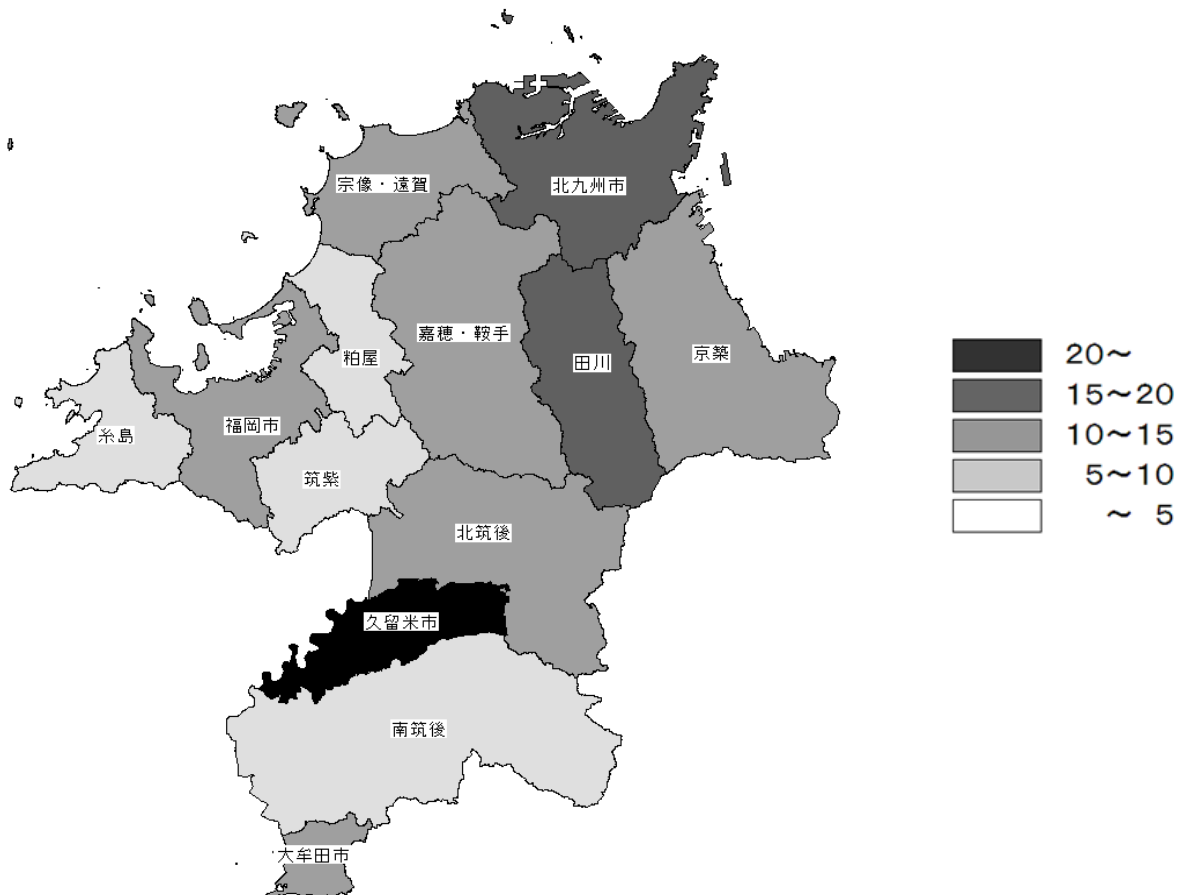 宗像・遠賀
北九州市
嘉穂・鞍手
粕屋
田川
京築
福岡市
糸島
筑紫
北筑後
久留米市
南筑後
大牟田市
20～
15～20
10～15
5～10
～ 5